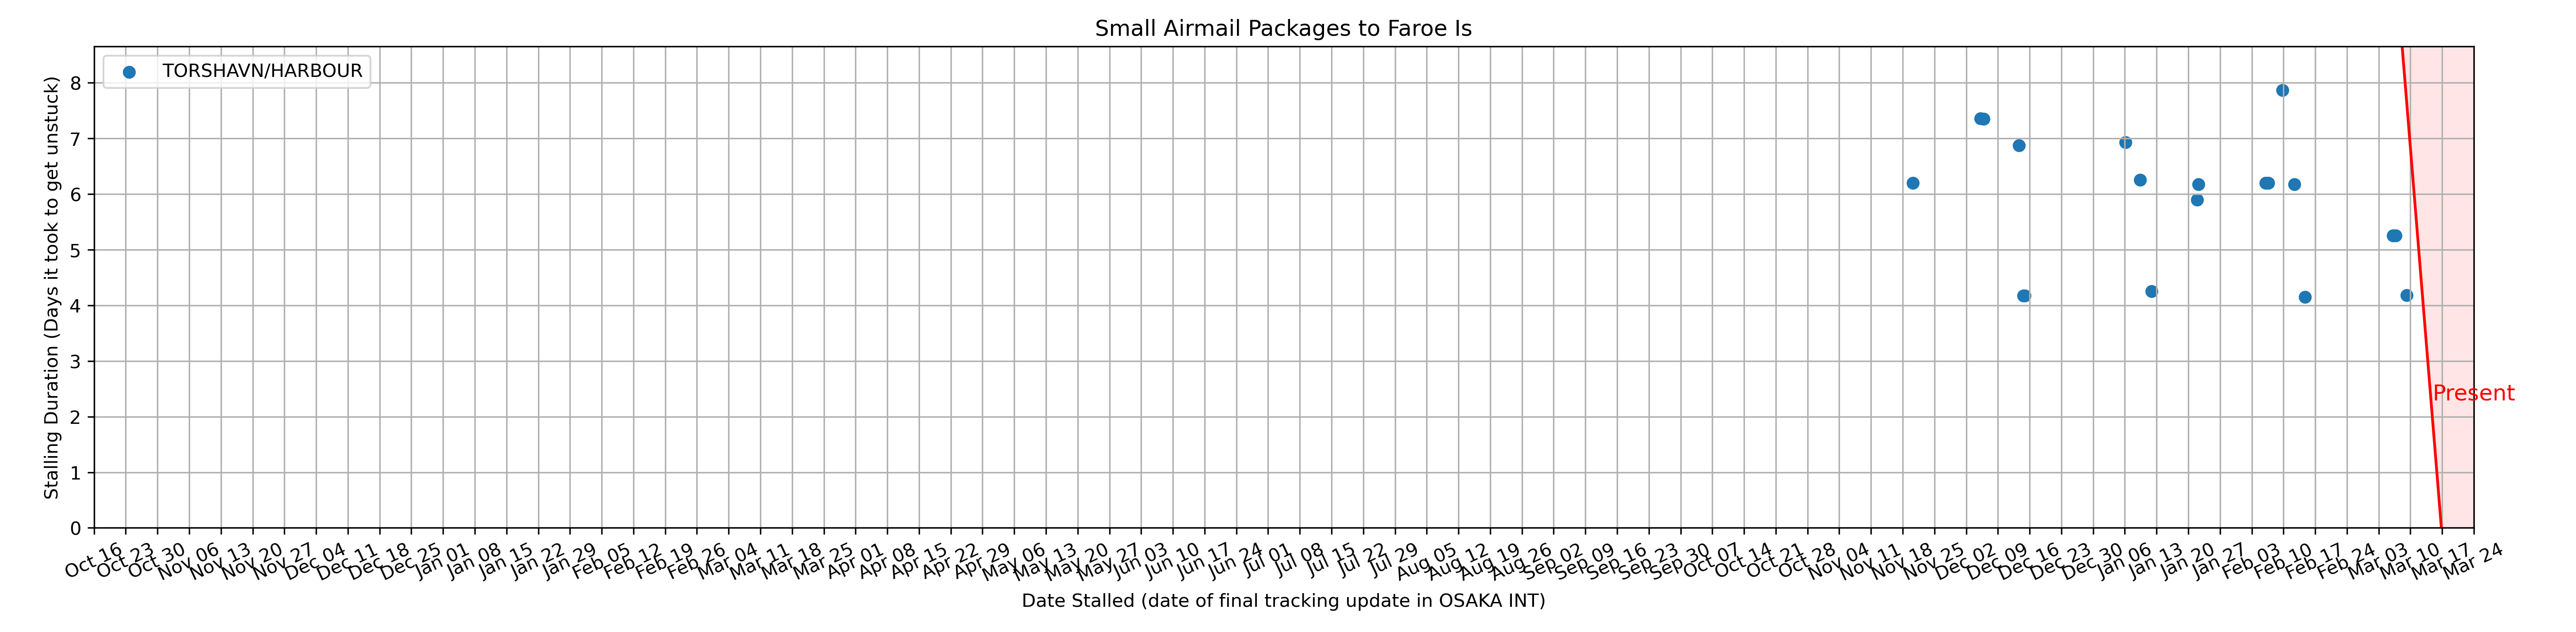 Small Airmail Packages to Faroe Is
TORSHAVN/HARBOUR
Stalling Duration (Days it took to get unstuck)
8
7
6
5
4
3
2
1
0
Present
Oct 16 Oct 23 Oct 30 Nov 06 Nov 13 Nov 20 Nov 27 Dec 04 Dec 11 Dec 18 Dec 25 Jan 01 Jan 08 Jan 15 Jan 22 Jan 29 Feb 05 Feb 12 Feb 19 Feb 26 Mar 04 Mar 11 Mar 18 Mar 25 Apr 01 Apr 08 Apr 15 Apr 22 Apr 29 May 06 May 13 May 20 May 27 Jun 03 Jun 10 Jun 17 Jun 24 Jul 01 Jul 08 Jul 15 Jul 22 Jul 29 Aug 05 Aug 12 Aug 19 Aug 26 Sep 02 Sep 09 Sep 16 Sep 23 Sep 30 Oct 07 Oct 14 Oct 21 Oct 28 Nov 04 Nov 11 Nov 18 Nov 25 Dec 02 Dec 09 Dec 16 Dec 23 Dec 30 Jan 06 Jan 13 Jan 20 Jan 27 Feb 03 Feb 10 Feb 17 Feb 24 Mar 03 Mar 10 Mar 17 Mar 24
Date Stalled (date of final tracking update in OSAKA INT)